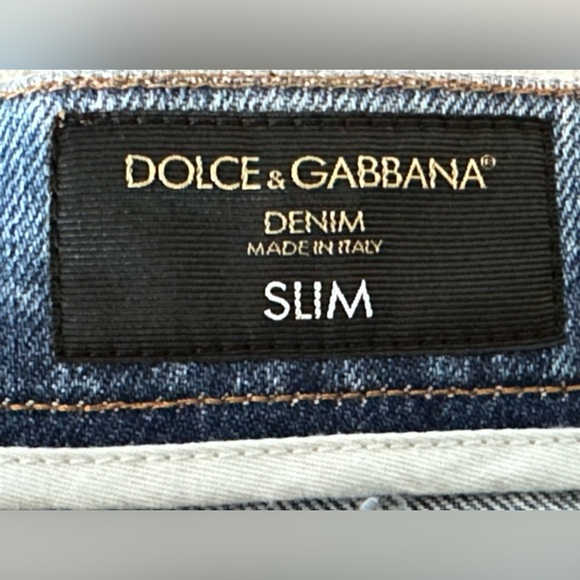 DOLCE & GABBANA®
DENIM
MADE IN ITALY
SLIM